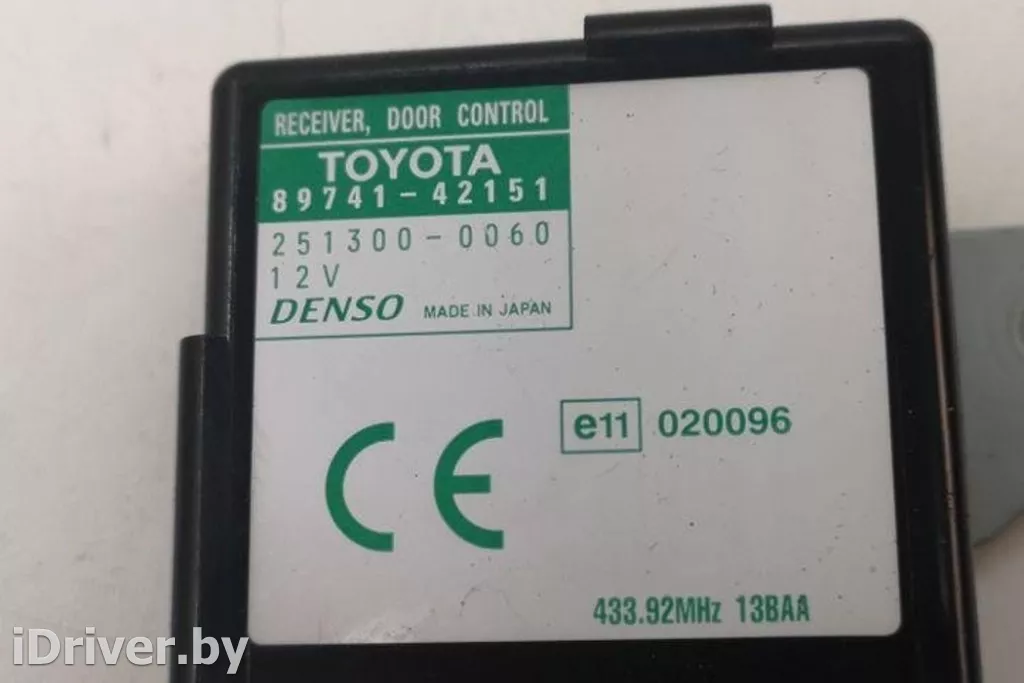 RECEIVER, DOOR CONTROL
TOYOTA
89741-42151
251300-0060
12V
DENSO MADE IN JAPAN
CE
e11 020096
433.92MHz 13BAA
iDriver.by